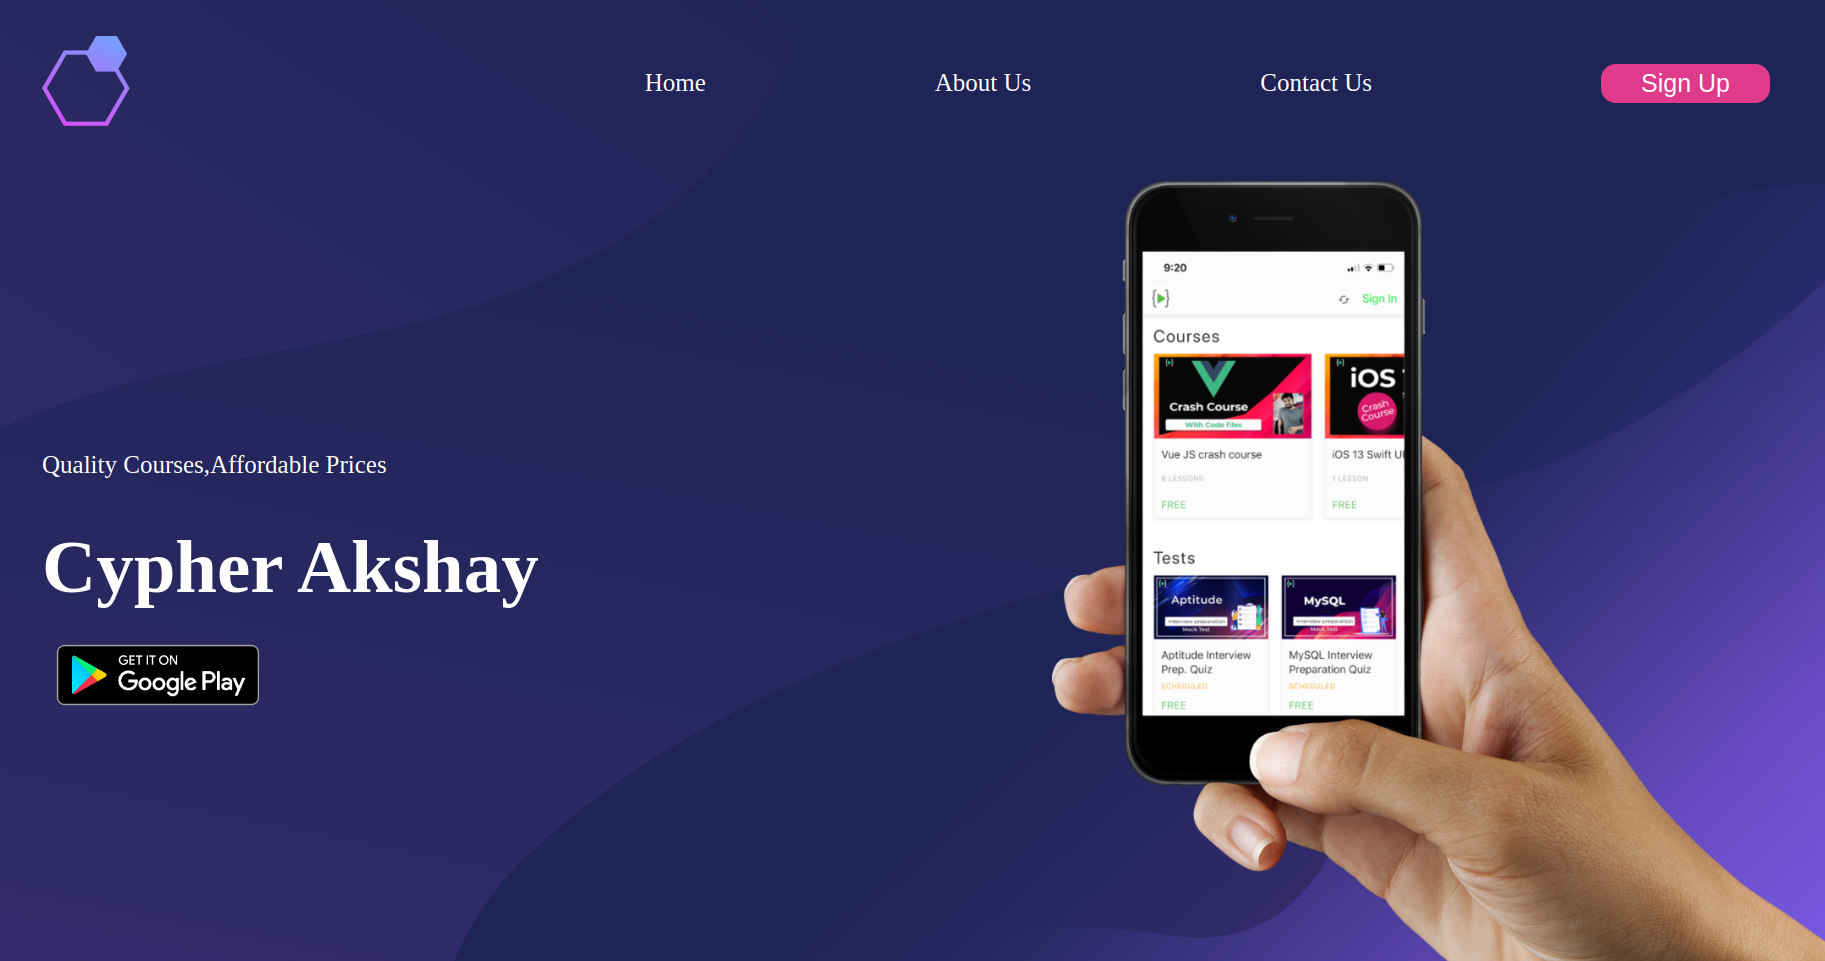 Home
About Us
Contact Us
Sign Up
Quality Courses,Affordable Prices
Cypher Akshay
GET IT ON
Google Play
9:20
Sign In
Courses
Crash Course
With Code files
iOS
Crash
Course
Vue JS crash course
8 LESSONS
FREE
iOS 13 Swift UI
1 LESSON
FREE
Tests
Aptitude
Interview preparation
Mock Test
MySQL
Interview preparation
Mock Test
Aptitude Interview
Prep. Quiz
SCHEDULED
FREE
MySQL Interview
Preparation Quiz
SCHEDULED
FREE